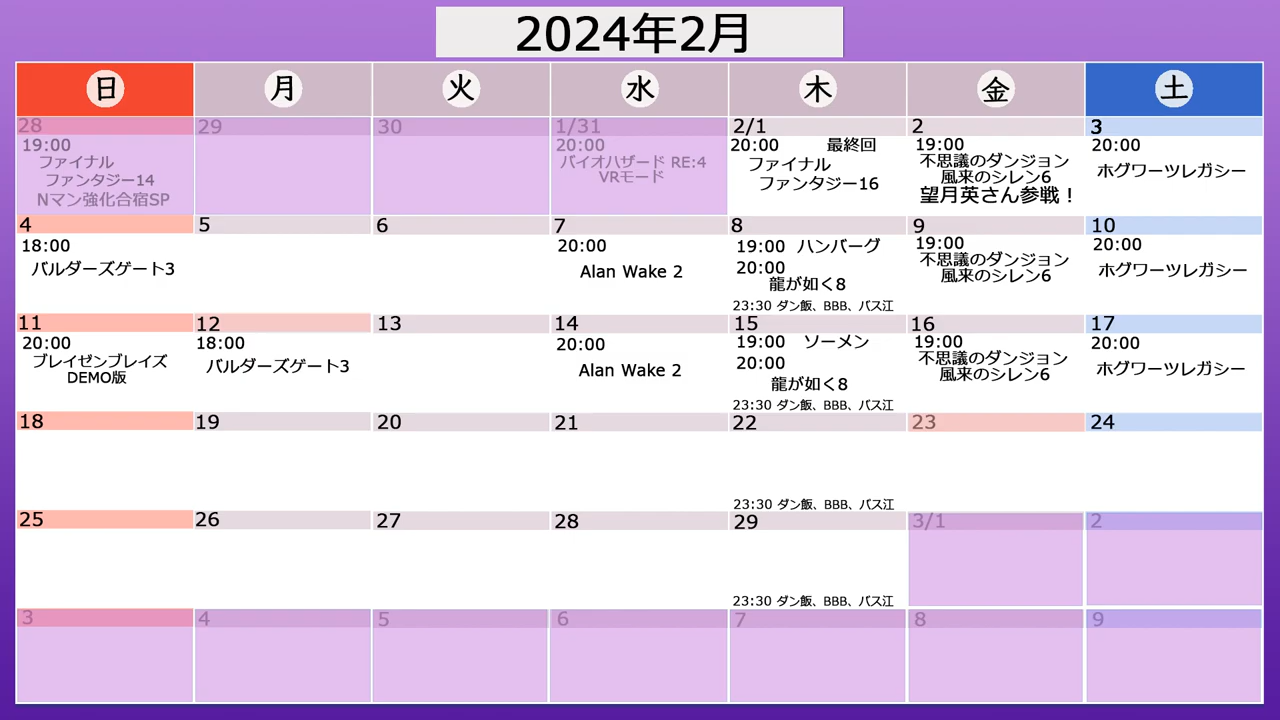 2024年2月
日 月 火 水 木 金 土
28
19:00
ファイナル
ファンタジー14
Nマン強化合宿SP
29
30
1/31
20:00
バイオハザード RE:4
VRモード
2/1
20:00 最終回
ファイナル
ファンタジー16
2
19:00
不思議のダンジョン
風来のシレン6
望月英さん参戦！
3
20:00
ホグワーツレガシー
4
18:00
バルダーズゲート3
5
6
7
20:00
Alan Wake 2
8
19:00 ハンバーグ
20:00
龍が如く8
23:30 ダン飯、BBB、バス江
9
19:00
不思議のダンジョン
風来のシレン6
10
20:00
ホグワーツレガシー
11
20:00
ブレイゼンブレイズ
DEMO版
12
18:00
バルダーズゲート3
13
14
20:00
Alan Wake 2
15
19:00 ソーメン
20:00
龍が如く8
23:30 ダン飯、BBB、バス江
16
19:00
不思議のダンジョン
風来のシレン6
17
20:00
ホグワーツレガシー
18
19
20
21
22
23:30 ダン飯、BBB、バス江
23
24
25
26
27
28
29
23:30 ダン飯、BBB、バス江
3/1
2
3
4
5
6
7
8
9